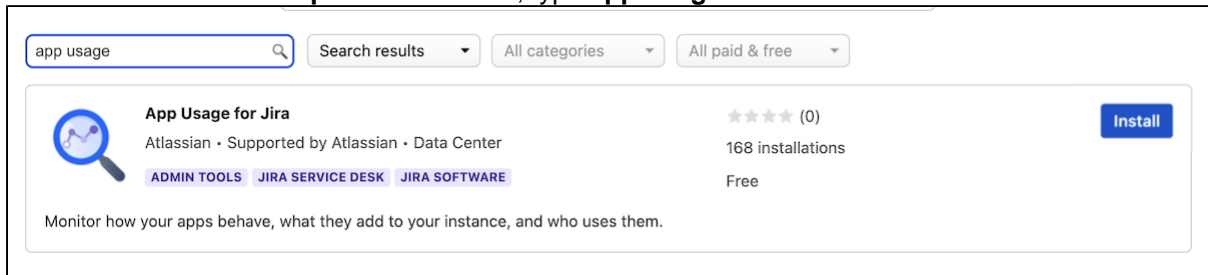 app usage
Search results
All categories
All paid & free
App Usage for Jira
Atlassian • Supported by Atlassian • Data Center
ADMIN TOOLS JIRA SERVICE DESK JIRA SOFTWARE
(0)
168 installations
Free
Install
Monitor how your apps behave, what they add to your instance, and who uses them.